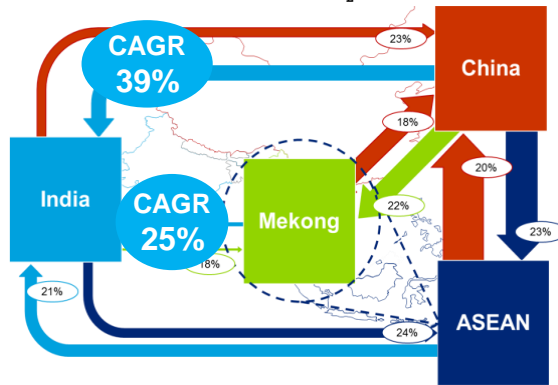 CAGR
39%
23%
China
18%
20%
India
CAGR
25%
Mekong
22%
18%
23%
21%
24%
ASEAN